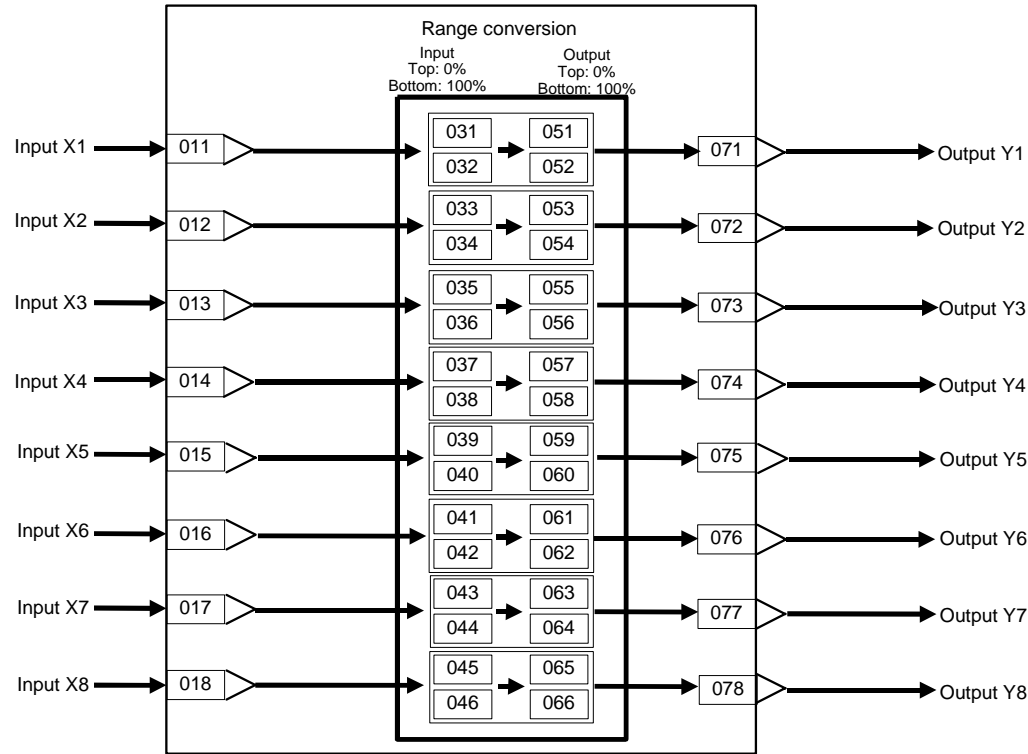 Range conversion
Input
Top: 0%
Bottom: 100%
Output
Top: 0%
Bottom: 100%
Input X1
011
031
032
051
052
071
Output Y1
Input X2
012
033
034
053
054
072
Output Y2
Input X3
013
035
036
055
056
073
Output Y3
Input X4
014
037
038
057
058
074
Output Y4
Input X5
015
039
040
059
060
075
Output Y5
Input X6
016
041
042
061
062
076
Output Y6
Input X7
017
043
044
063
064
077
Output Y7
Input X8
018
045
046
065
066
078
Output Y8